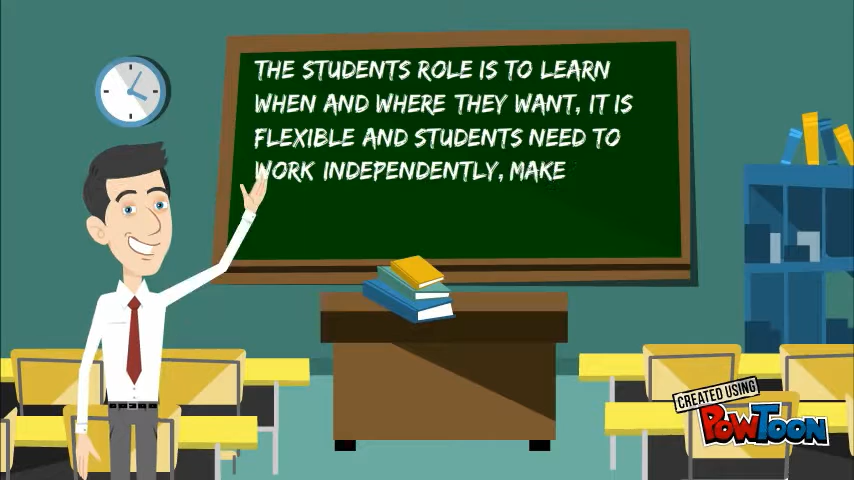 THE STUDENTS ROLE IS TO LEARN
WHEN AND WHERE THEY WANT, IT IS
FLEXIBLE AND STUDENTS NEED TO
WORK INDEPENDENTLY, MAKE
CREATED USING
POWTOON